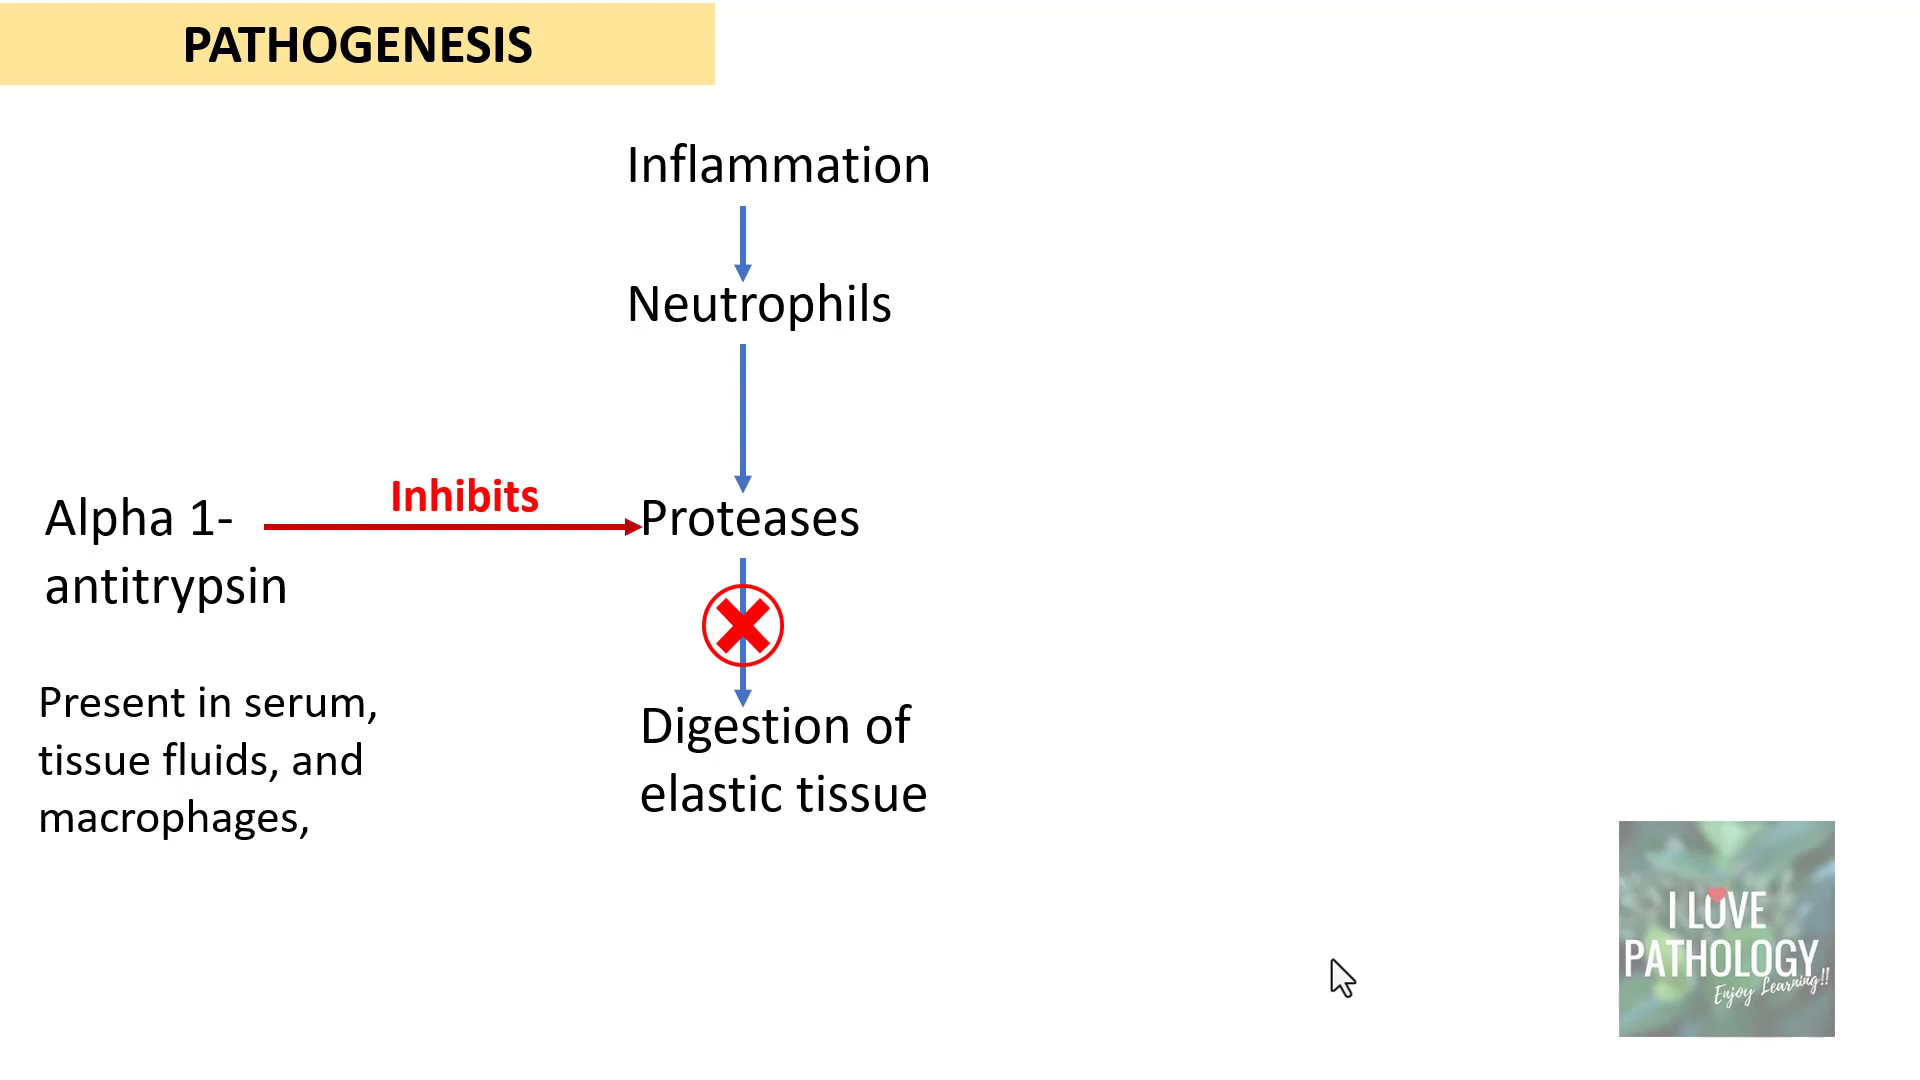 PATHOGENESIS
Inflammation
Neutrophils
Inhibits
Alpha 1-
antitrypsin
Proteases
Present in serum,
tissue fluids, and
macrophages,
Digestion of
elastic tissue
I LOVE
PATHOLOGY
Enjoy Learning!!